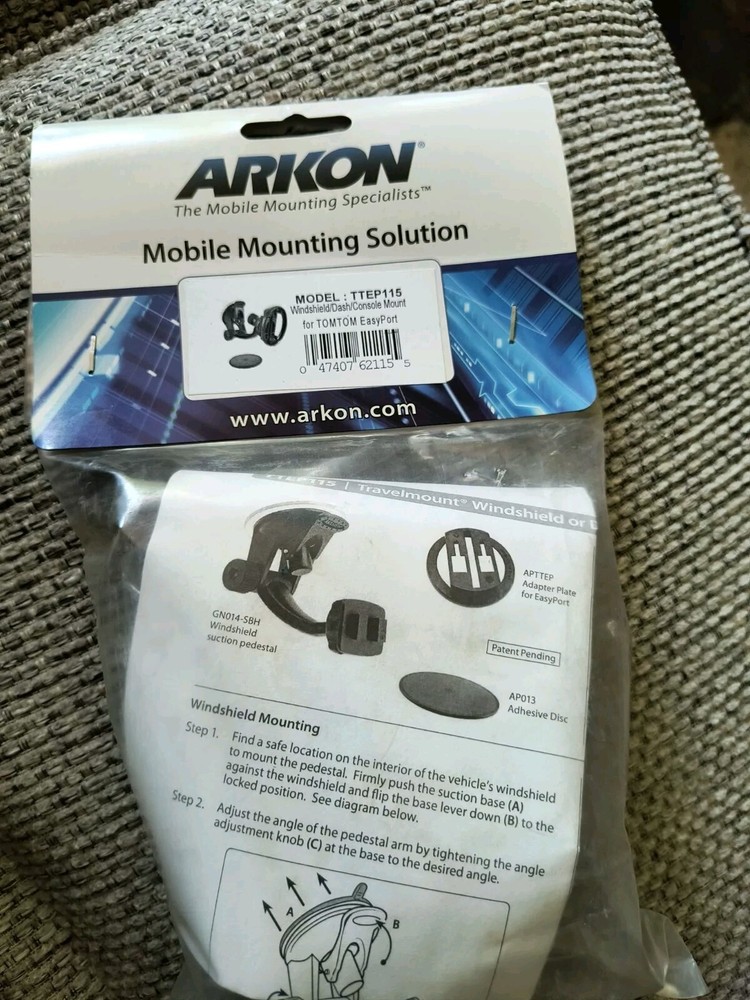 ARKON®
The Mobile Mounting Specialists™
Mobile Mounting Solution
MODEL : TTEP115
Windshield/Dash/Console Mount
for TOMTOM EasyPort
0 47407 62115 5
www.arkon.com
TTEP115 | Travelmount® Windshield or
GN014-SBH
Windshield
suction pedestal
APTTEP
Adapter Plate
for EasyPort
Patent Pending
AP013
Adhesive Disc
Windshield Mounting
Step 1. Find a safe location on the interior of the vehicle's windshield
to mount the pedestal. Firmly push the suction base (A)
against the windshield and flip the base lever down (B) to the
locked position. See diagram below.
Step 2. Adjust the angle of the pedestal arm by tightening the angle
adjustment knob (C) at the base to the desired angle.
A
B